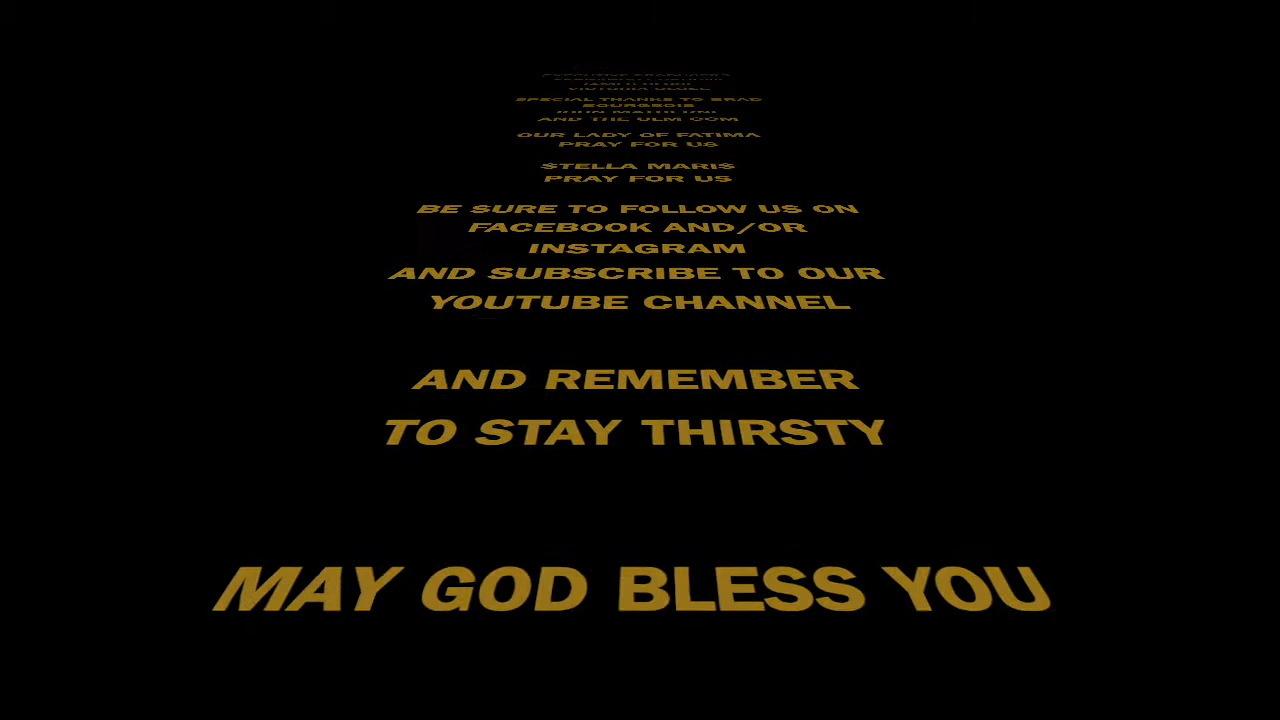 SPECIAL THANKS TO BRAD
BOURGEOIS
AND THE ULM CCM
OUR LADY OF FATIMA
PRAY FOR US
STELLA MARIS
PRAY FOR US
BE SURE TO FOLLOW US ON
FACEBOOK AND/OR
INSTAGRAM
AND SUBSCRIBE TO OUR
YOUTUBE CHANNEL
AND REMEMBER
TO STAY THIRSTY
MAY GOD BLESS YOU